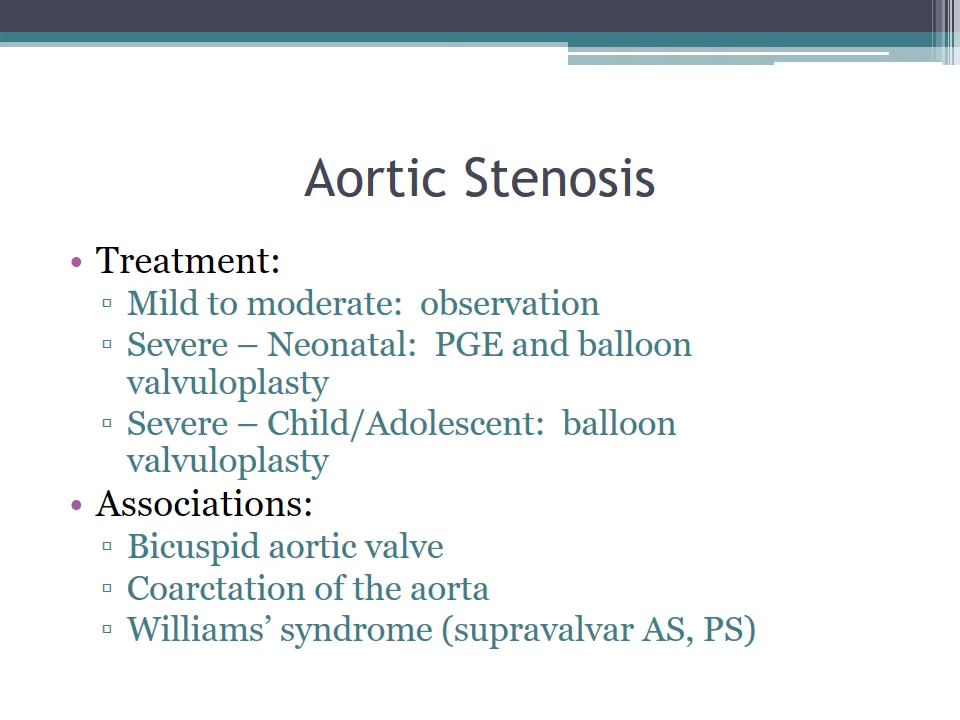 Aortic Stenosis
• Treatment:
▫ Mild to moderate:  observation
▫ Severe – Neonatal:  PGE and balloon
valvuloplasty
▫ Severe – Child/Adolescent:  balloon
valvuloplasty
• Associations:
▫ Bicuspid aortic valve
▫ Coarctation of the aorta
▫ Williams’ syndrome (supravalvar AS, PS)